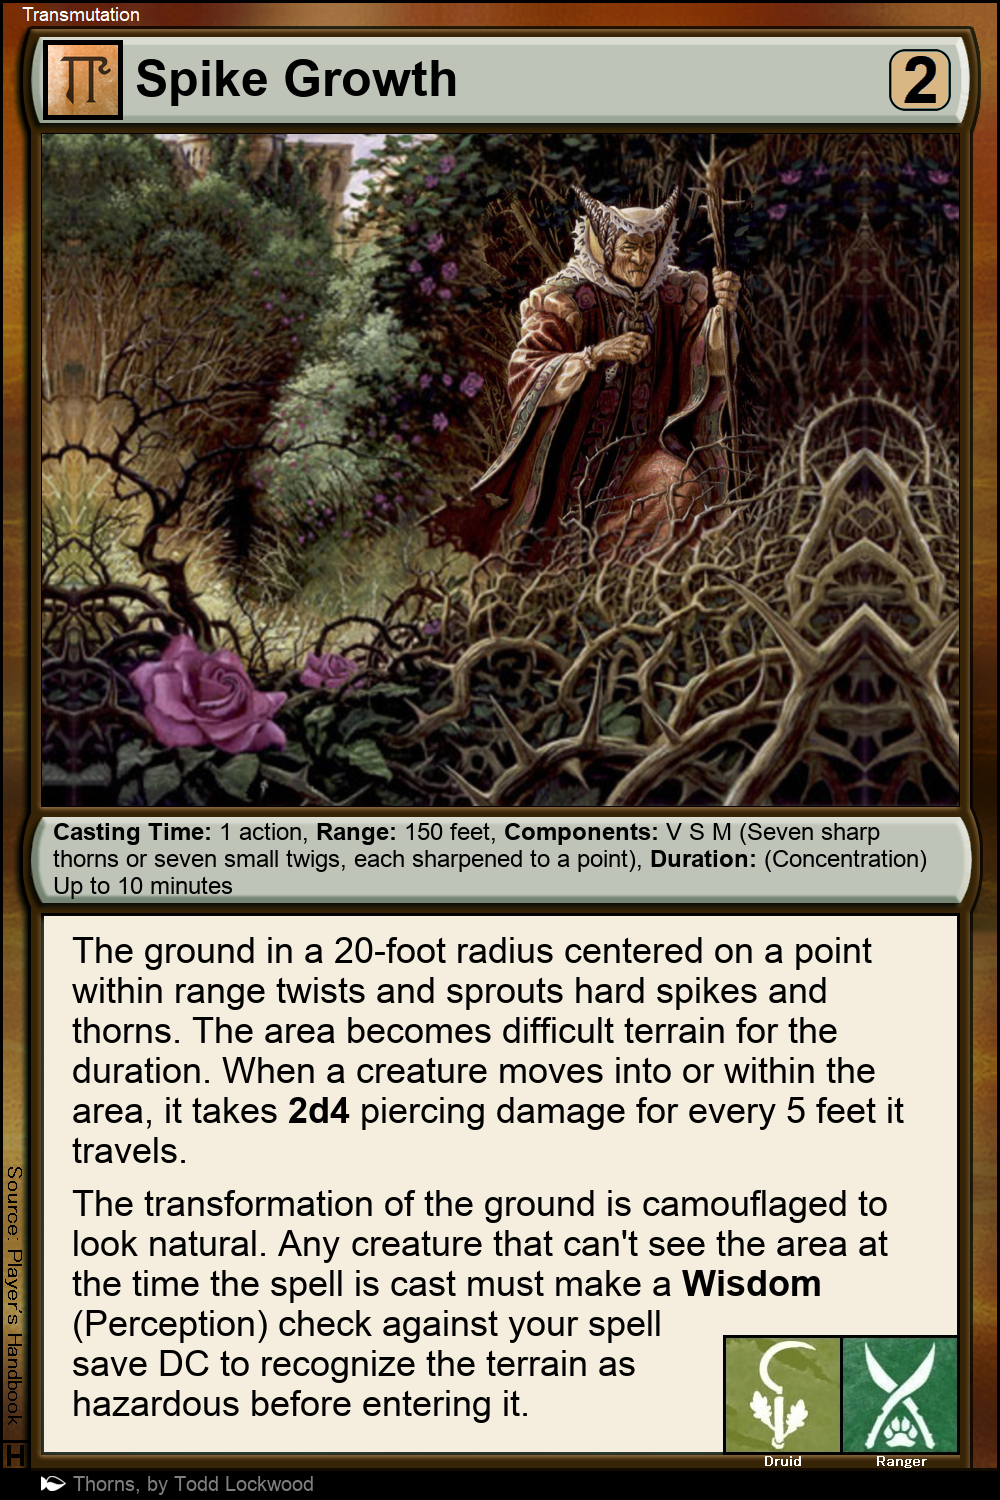 Transmutation
Spike Growth
2
Casting Time: 1 action, Range: 150 feet, Components: V S M (Seven sharp
thorns or seven small twigs, each sharpened to a point), Duration: (Concentration)
Up to 10 minutes
The ground in a 20-foot radius centered on a point
within range twists and sprouts hard spikes and
thorns. The area becomes difficult terrain for the
duration. When a creature moves into or within the
area, it takes 2d4 piercing damage for every 5 feet it
travels.
The transformation of the ground is camouflaged to
look natural. Any creature that can't see the area at
the time the spell is cast must make a Wisdom
(Perception) check against your spell
save DC to recognize the terrain as
hazardous before entering it.
Druid
Ranger
Source: Player's Handbook
H
Thorns, by Todd Lockwood